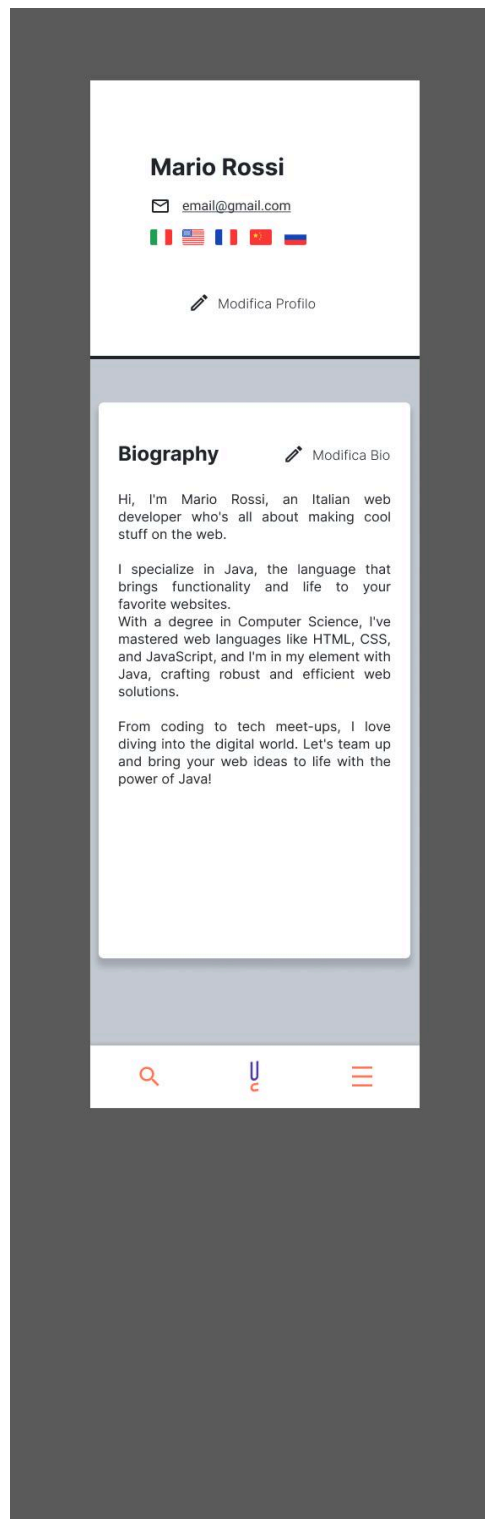 Mario Rossi
email@gmail.com
Modifica Profilo
Biography
Modifica Bio
Hi, I'm Mario Rossi, an Italian web
developer who's all about making cool
stuff on the web.
I specialize in Java, the language that
brings functionality and life to your
favorite websites.
With a degree in Computer Science, I've
mastered web languages like HTML, CSS,
and JavaScript, and I'm in my element with
Java, crafting robust and efficient web
solutions.
From coding to tech meet-ups, I love
diving into the digital world. Let's team up
and bring your web ideas to life with the
power of Java!